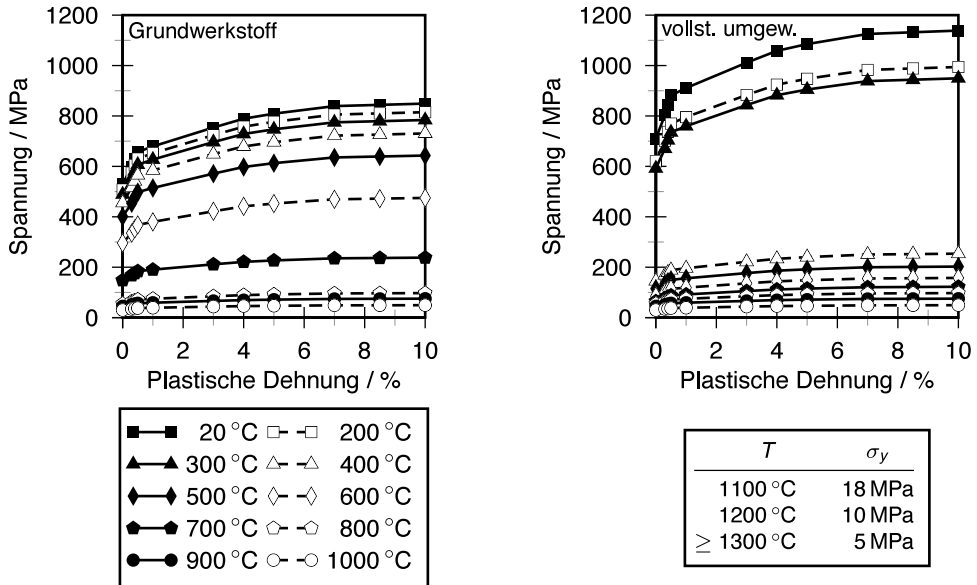 Grundwerkstoff
1200
1000
800
600
400
200
0
Spannung / MPa
0 2 4 6 8 10
Plastische Dehnung / %
vollst. umgew.
1200
1000
800
600
400
200
0
Spannung / MPa
0 2 4 6 8 10
Plastische Dehnung / %
20 °C 200 °C
300 °C 400 °C
500 °C 600 °C
700 °C 800 °C
900 °C 1000 °C
T σy
1100 °C 18 MPa
1200 °C 10 MPa
≥ 1300 °C 5 MPa